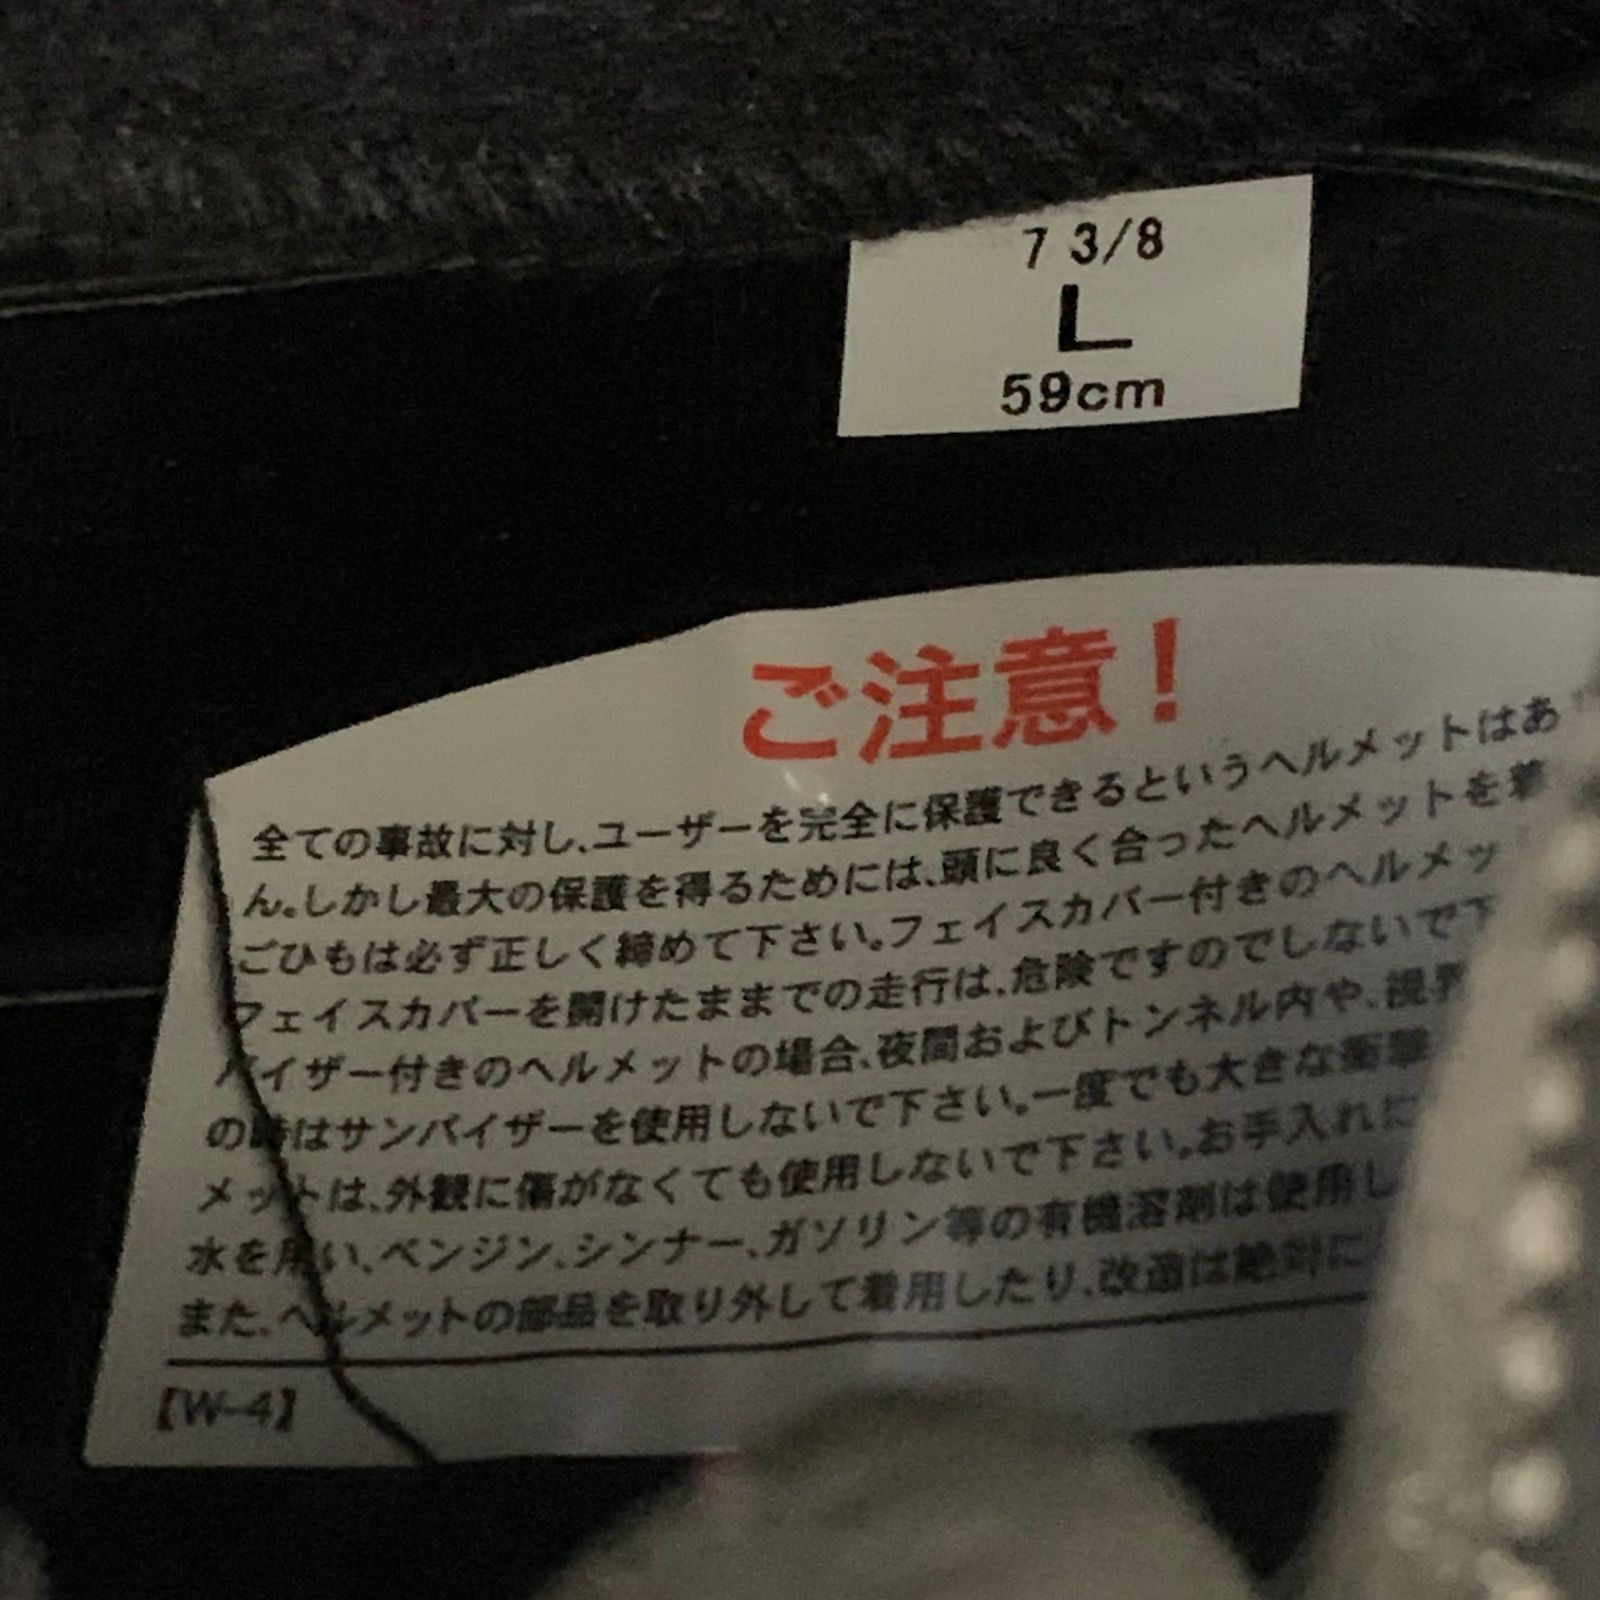 7 3/8
L
59cm
ご注意!
全ての事故に対し、ユーザーを完全に保護できるというヘルメットはあ
ん。しかし最大の保護を得るためには、頭に良く合ったヘルメットを着
ごひもは必ず正しく締めて下さい。フェイスカバー付きのヘルメッ
フェイスカバーを開けたままでの走行は、危険ですのでしないで下
バイザー付きのヘルメットの場合、夜間およびトンネル内や、視界
の時はサンバイザーを使用しないで下さい。一度でも大きな衝撃
メットは、外観に傷がなくても使用しないで下さい。お手入れに
水を用い、ベンジン、シンナー、ガソリン等の有機溶剤は使用し
また、ヘルメットの部品を取り外して着用したり、改造は絶対に
【W-4】